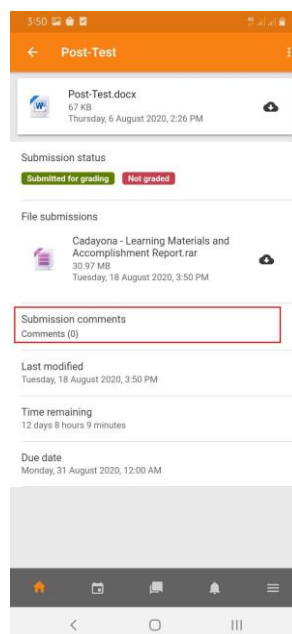 3:50
Post-Test
Post-Test.docx
67 KB
Thursday, 6 August 2020, 2:26 PM
Submission status
Submitted for grading Not graded
File submissions
Cadayona - Learning Materials and
Accomplishment Report.rar
30.97 MB
Tuesday, 18 August 2020, 3:50 PM
Submission comments
Comments (0)
Last modified
Tuesday, 18 August 2020, 3:50 PM
Time remaining
12 days 8 hours 9 minutes
Due date
Monday, 31 August 2020, 12:00 AM